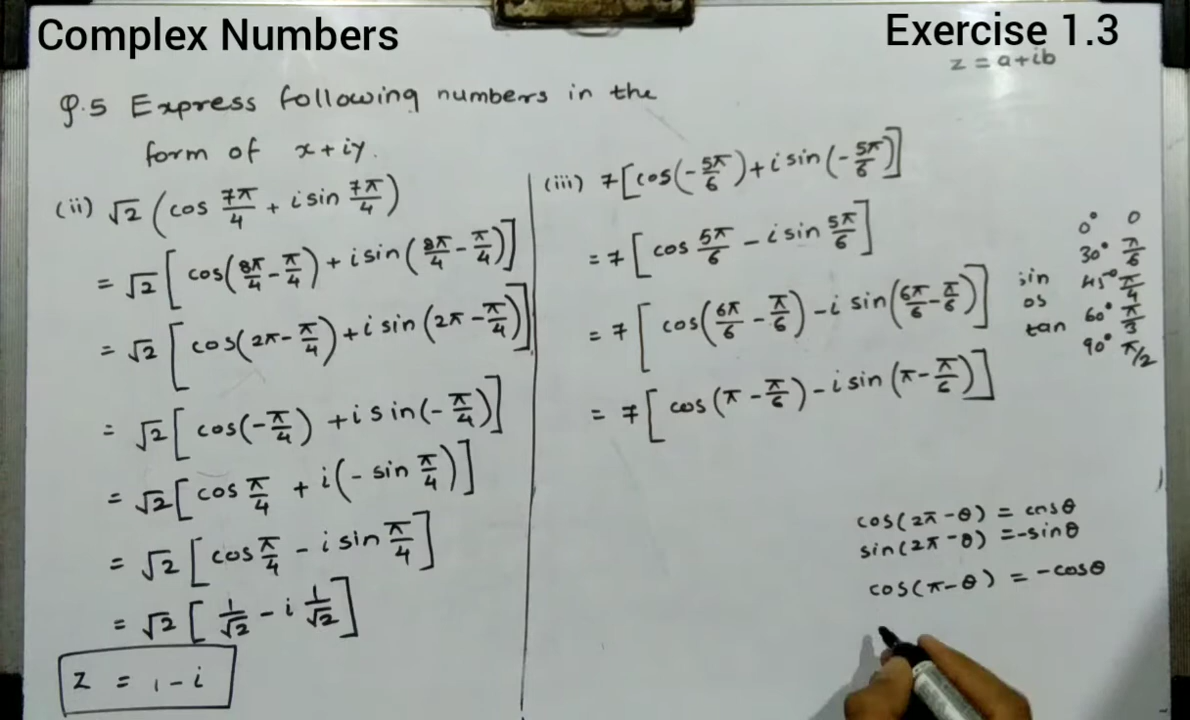 Complex Numbers
Exercise 1.3
z = a+ib
Q.5 Express following numbers in the
form of x+iy.
(ii) √2 (cos 7π/4 + i sin 7π/4)
= √2 [cos(8π/4 - π/4) + i sin(8π/4 - π/4)]
= √2 [cos(2π - π/4) + i sin(2π - π/4)]
= √2 [cos(-π/4) + i sin(-π/4)]
= √2 [cos π/4 + i(- sin π/4)]
= √2 [cos π/4 - i sin π/4]
= √2 [1/√2 - i 1/√2]
z = 1 - i
(iii) 7[cos(-5π/6) + i sin(-5π/6)]
= 7 [cos 5π/6 - i sin 5π/6]
= 7 [cos(6π/6 - π/6) - i sin(6π/6 - π/6)]
= 7 [cos(π - π/6) - i sin(π - π/6)]
0° 0
30° π/6
45° π/4
60° π/3
90° π/2
sin
os
tan
cos(2π - θ) = cosθ
sin(2π - θ) = -sinθ
cos(π - θ) = -cosθ